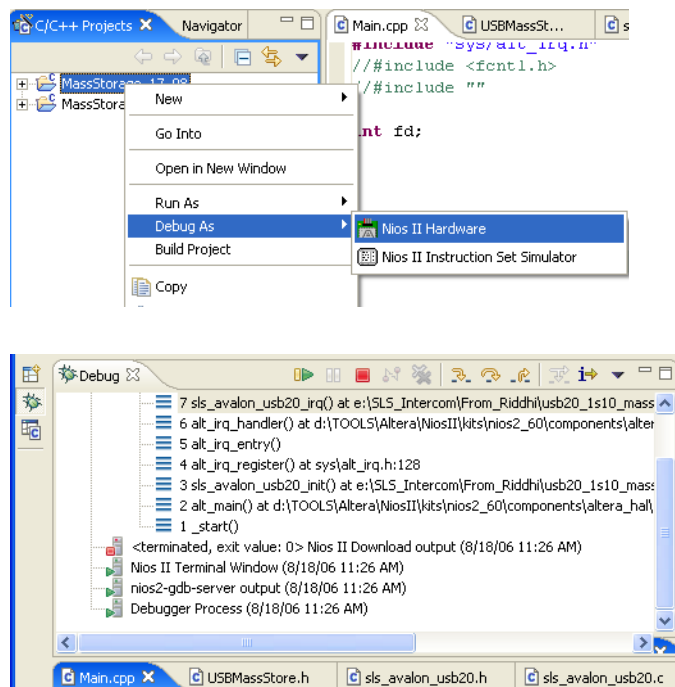 C/C++ Projects Navigator
Main.cpp USBMassSt... s
#include "sys/alt_irq.h"
//#include <fcntl.h>
//#include ""
int fd;
MassStorage_17_08
MassStora
New
Go Into
Open in New Window
Run As
Debug As
Build Project
Copy
Nios II Hardware
Nios II Instruction Set Simulator
Debug
7 sls_avalon_usb20_irq() at e:\SLS_Intercom\From_Riddhi\usb20_1s10_mass
6 alt_irq_handler() at d:\TOOLS\Altera\NiosII\kits\nios2_60\components\alter
5 alt_irq_entry()
4 alt_irq_register() at sys\alt_irq.h:128
3 sls_avalon_usb20_init() at e:\SLS_Intercom\From_Riddhi\usb20_1s10_mass
2 alt_main() at d:\TOOLS\Altera\NiosII\kits\nios2_60\components\altera_hal\
1 _start()
<terminated, exit value: 0> Nios II Download output (8/18/06 11:26 AM)
Nios II Terminal Window (8/18/06 11:26 AM)
nios2-gdb-server output (8/18/06 11:26 AM)
Debugger Process (8/18/06 11:26 AM)
Main.cpp USBMassStore.h sls_avalon_usb20.h sls_avalon_usb20.c